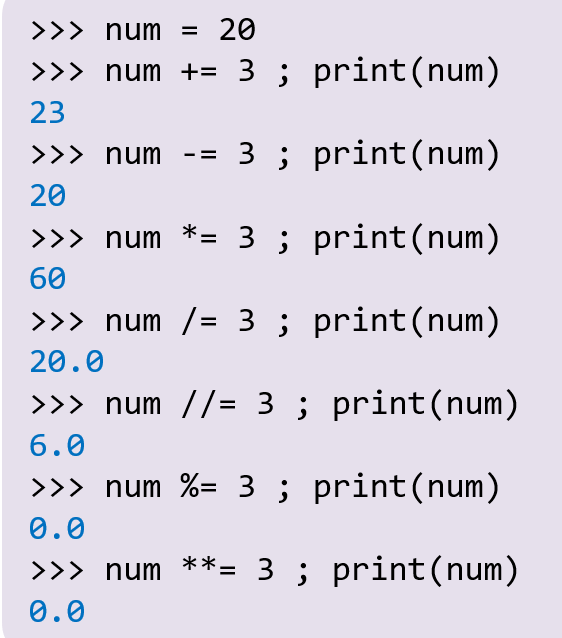 >>> num = 20
>>> num += 3 ; print(num)
23
>>> num -= 3 ; print(num)
20
>>> num *= 3 ; print(num)
60
>>> num /= 3 ; print(num)
20.0
>>> num //= 3 ; print(num)
6.0
>>> num %= 3 ; print(num)
0.0
>>> num **= 3 ; print(num)
0.0